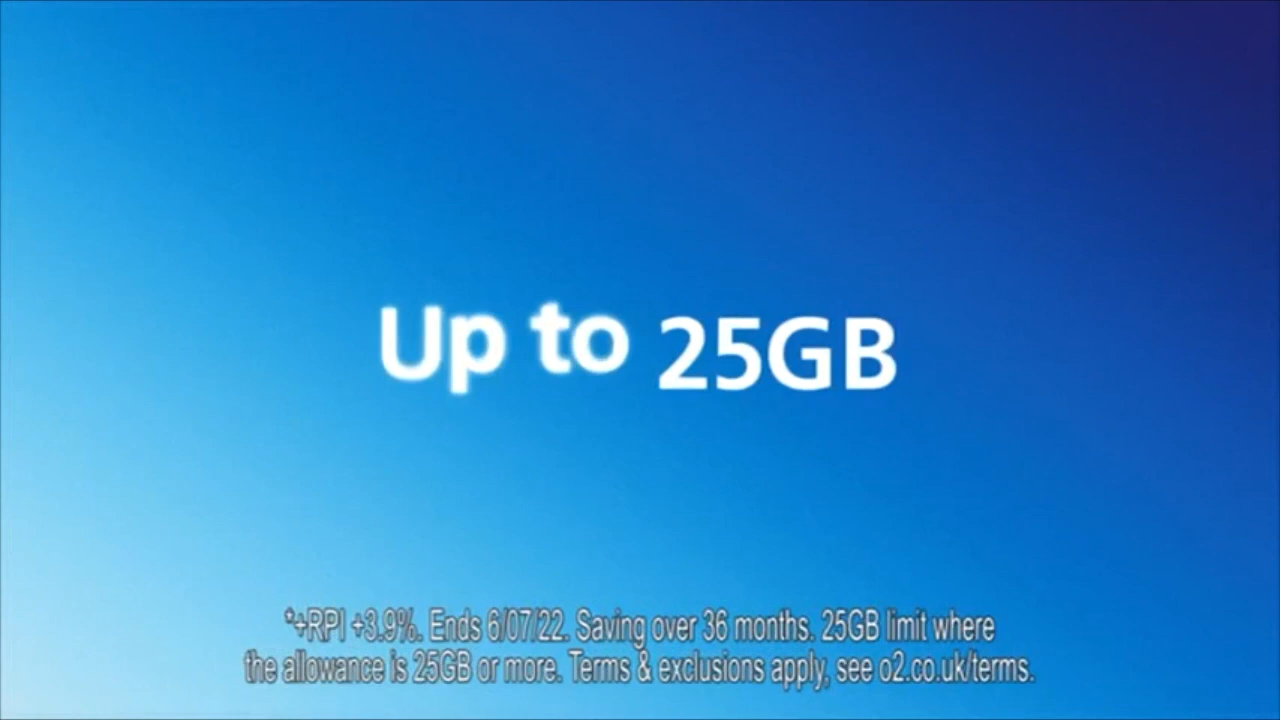 Up to 25GB
*+RPI +3.9%. Ends 6/07/22. Saving over 36 months. 25GB limit where
the allowance is 25GB or more. Terms & exclusions apply, see o2.co.uk/terms.